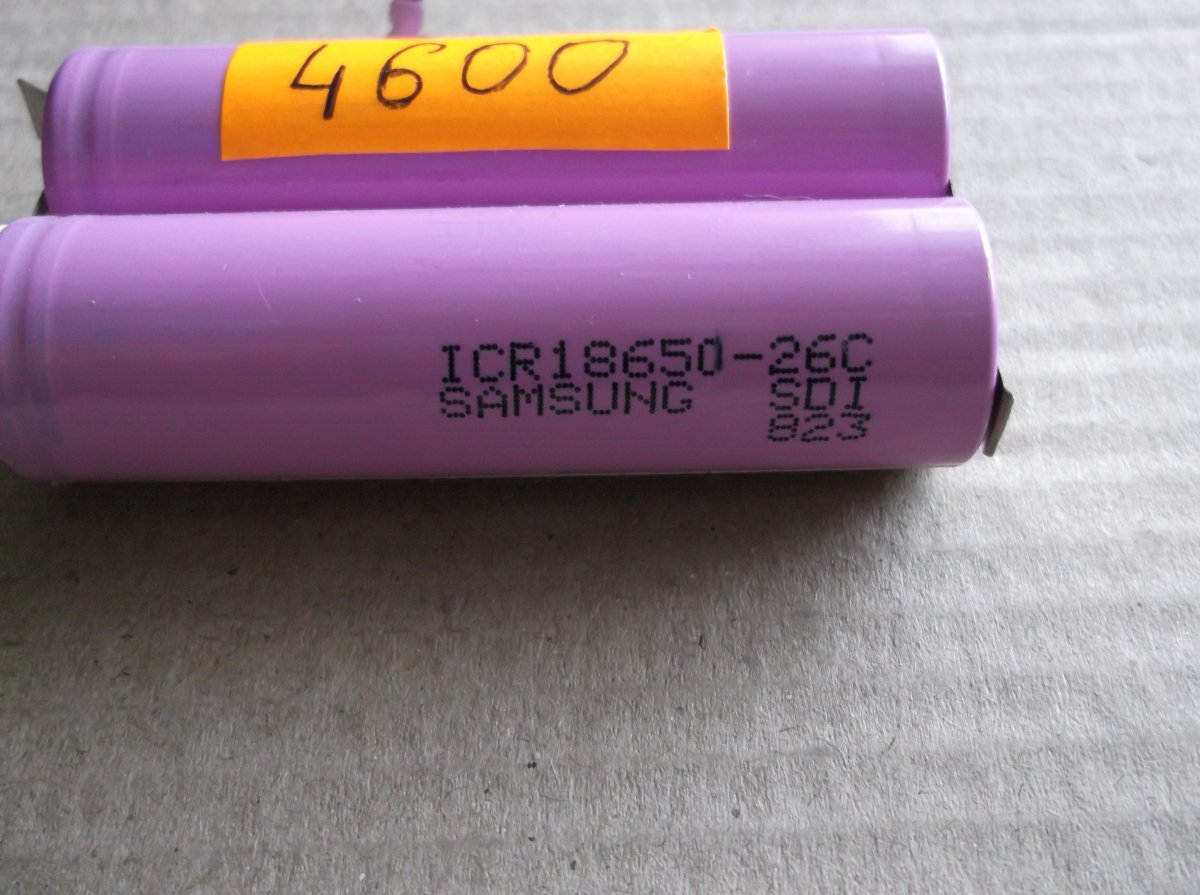 4600
ICR18650-26C
SAMSUNG SDI
823